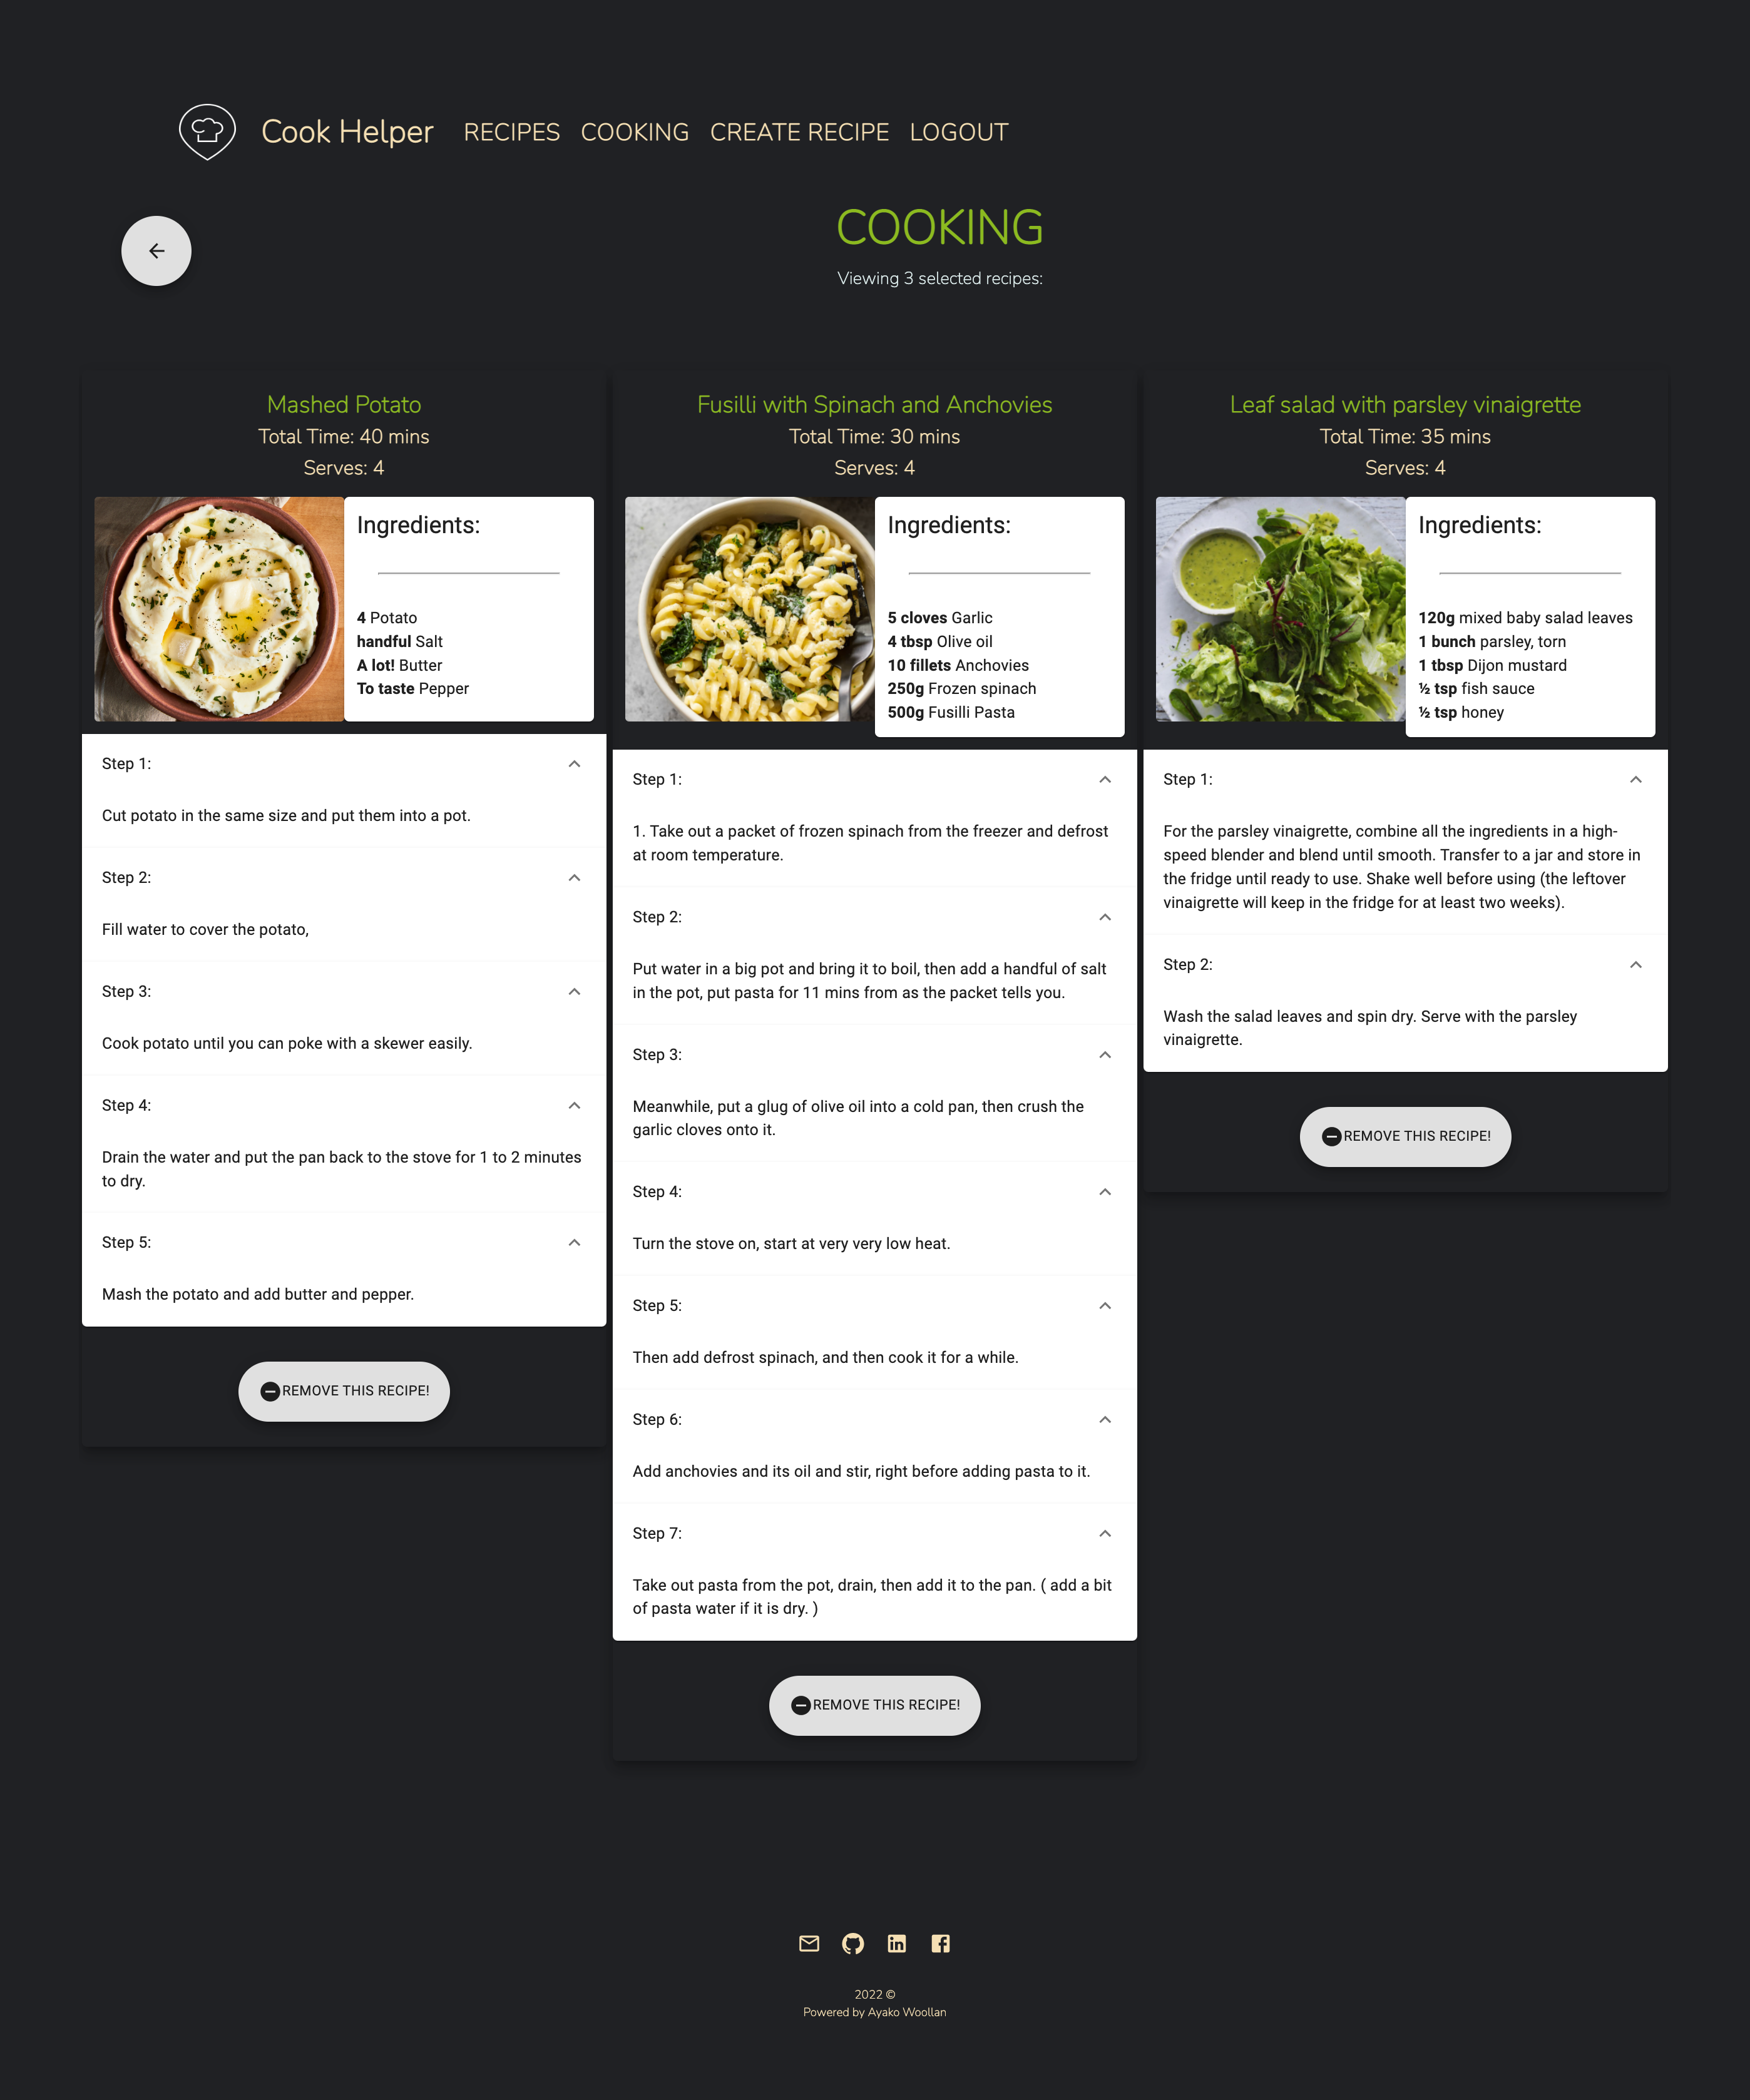 Cook Helper RECIPES COOKING CREATE RECIPE LOGOUT
COOKING
Viewing 3 selected recipes:
Mashed Potato
Total Time: 40 mins
Serves: 4
Ingredients:
4 Potato
handful Salt
A lot! Butter
To taste Pepper
Step 1:
Cut potato in the same size and put them into a pot.
Step 2:
Fill water to cover the potato,
Step 3:
Cook potato until you can poke with a skewer easily.
Step 4:
Drain the water and put the pan back to the stove for 1 to 2 minutes
to dry.
Step 5:
Mash the potato and add butter and pepper.
REMOVE THIS RECIPE!
Fusilli with Spinach and Anchovies
Total Time: 30 mins
Serves: 4
Ingredients:
5 cloves Garlic
4 tbsp Olive oil
10 fillets Anchovies
250g Frozen spinach
500g Fusilli Pasta
Step 1:
1. Take out a packet of frozen spinach from the freezer and defrost
at room temperature.
Step 2:
Put water in a big pot and bring it to boil, then add a handful of salt
in the pot, put pasta for 11 mins from as the packet tells you.
Step 3:
Meanwhile, put a glug of olive oil into a cold pan, then crush the
garlic cloves onto it.
Step 4:
Turn the stove on, start at very very low heat.
Step 5:
Then add defrost spinach, and then cook it for a while.
Step 6:
Add anchovies and its oil and stir, right before adding pasta to it.
Step 7:
Take out pasta from the pot, drain, then add it to the pan. ( add a bit
of pasta water if it is dry. )
REMOVE THIS RECIPE!
Leaf salad with parsley vinaigrette
Total Time: 35 mins
Serves: 4
Ingredients:
120g mixed baby salad leaves
1 bunch parsley, torn
1 tbsp Dijon mustard
½ tsp fish sauce
½ tsp honey
Step 1:
For the parsley vinaigrette, combine all the ingredients in a high-
speed blender and blend until smooth. Transfer to a jar and store in
the fridge until ready to use. Shake well before using (the leftover
vinaigrette will keep in the fridge for at least two weeks).
Step 2:
Wash the salad leaves and spin dry. Serve with the parsley
vinaigrette.
REMOVE THIS RECIPE!
2022 ©
Powered by Ayako Woollan